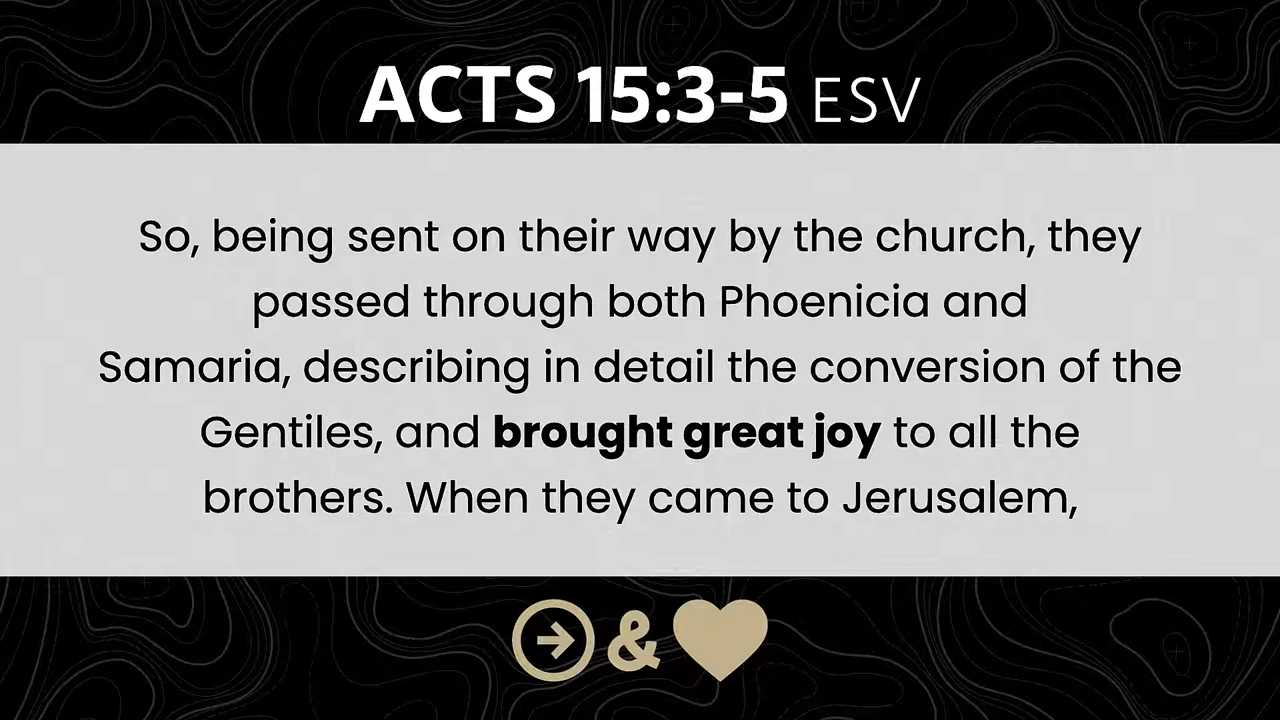 ACTS 15:3-5 ESV
So, being sent on their way by the church, they
passed through both Phoenicia and
Samaria, describing in detail the conversion of the
Gentiles, and brought great joy to all the
brothers. When they came to Jerusalem,
&